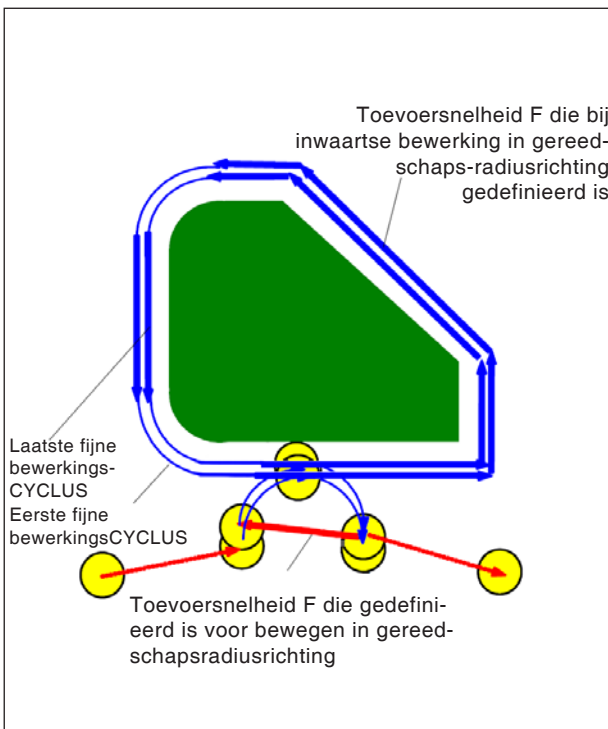 Toevoersnelheid F die bij
inwaartse bewerking in gereed-
schaps-radiusrichting
gedefinieerd is
Laatste fijne
bewerkings-
CYCLUS
Eerste fijne
bewerkingsCYCLUS
Toevoersnelheid F die gedefini-
eerd is voor bewegen in gereed-
schapsradiusrichting